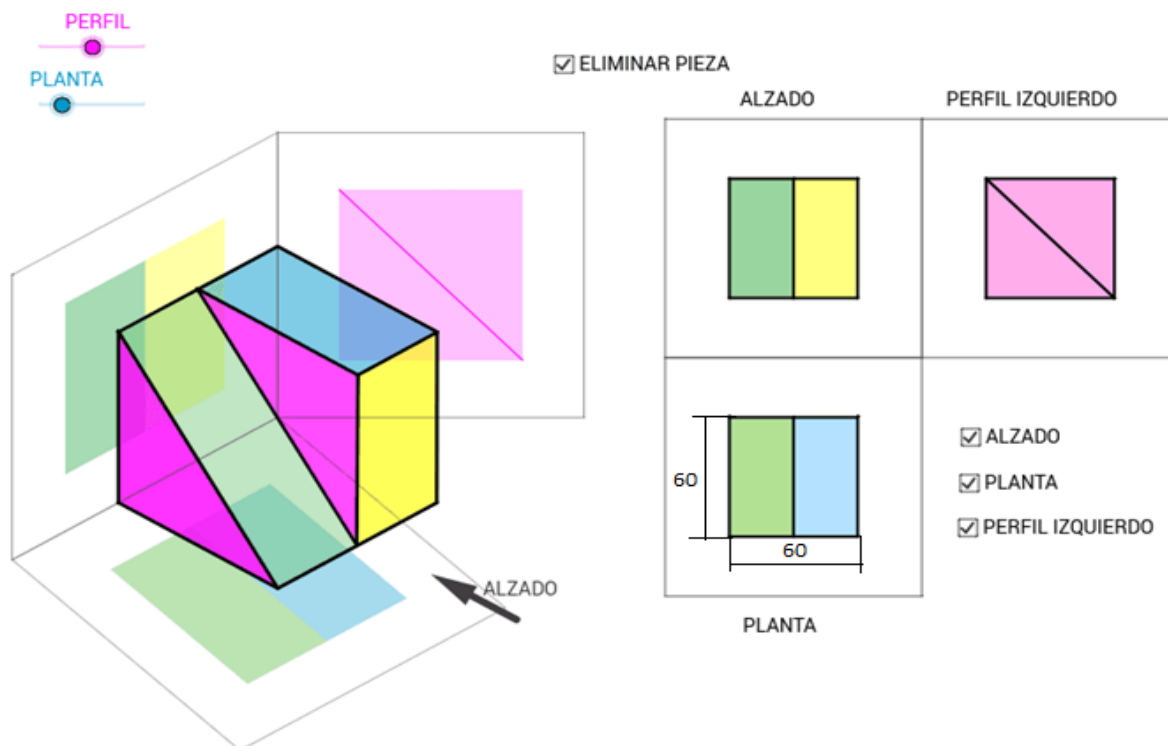 PERFIL
PLANTA
ELIMINAR PIEZA
ALZADO
PERFIL IZQUIERDO
60
60
ALZADO
PLANTA
PERFIL IZQUIERDO
ALZADO
PLANTA